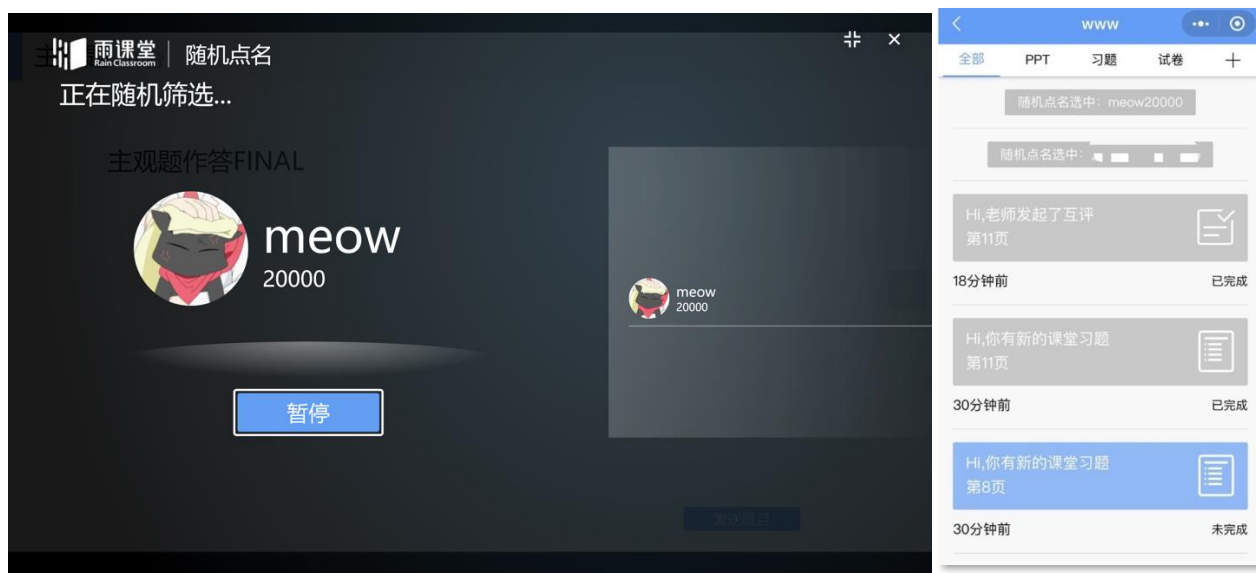 雨课堂
Rain Classroom
随机点名
正在随机筛选...
主观题作答FINAL
meow
20000
暂停
meow
20000
发送题目
www
全部
PPT
习题
试卷
随机点名选中：meow20000
随机点名选中：
Hi,老师发起了互评
第11页
18分钟前
已完成
Hi,你有新的课堂习题
第11页
30分钟前
已完成
Hi,你有新的课堂习题
第8页
30分钟前
未完成